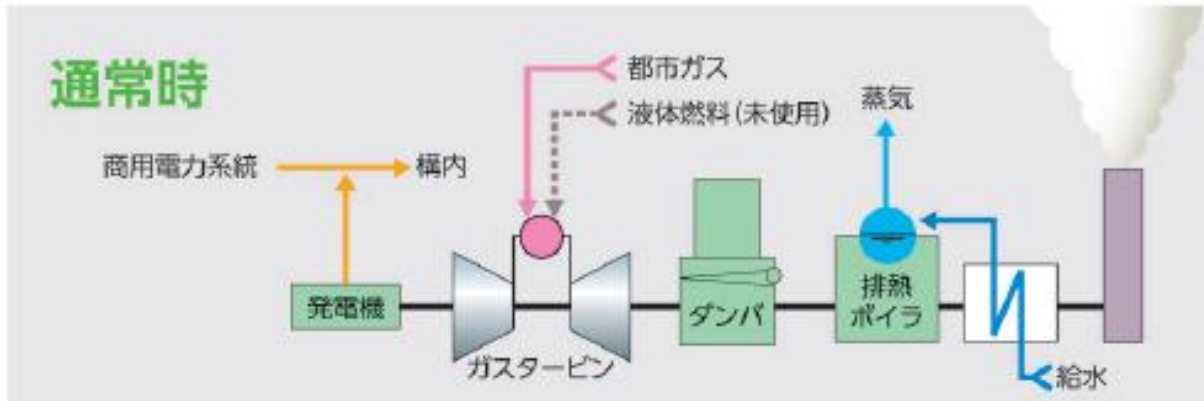 通常時
都市ガス
液体燃料(未使用)
蒸気
商用電力系統
構内
発電機
ガスタービン
ダンパ
排熱
ボイラ
給水